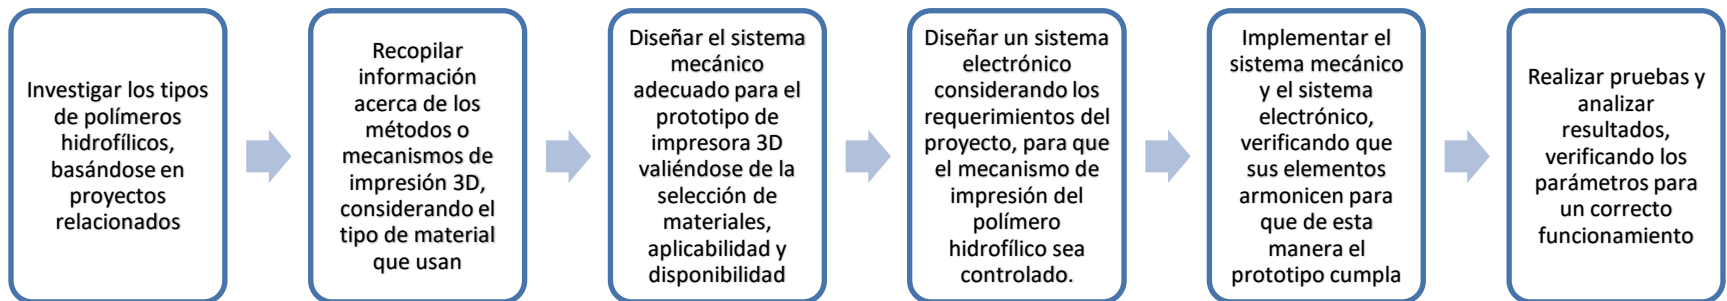 Investigar los tipos
de polímeros
hidrofílicos,
basándose en
proyectos
relacionados
Recopilar
información
acerca de los
métodos o
mecanismos de
impresión 3D,
considerando el
tipo de material
que usan
Diseñar el sistema
mecánico
adecuado para el
prototipo de
impresora 3D
valiéndose de la
selección de
materiales,
aplicabilidad y
disponibilidad
Diseñar un sistema
electrónico
considerando los
requerimientos del
proyecto, para que
el mecanismo de
impresión del
polímero
hidrofílico sea
controlado.
Implementar el
sistema mecánico
y el sistema
electrónico,
verificando que
sus elementos
armonicen para
que de esta
manera el
prototipo cumpla
Realizar pruebas y
analizar
resultados,
verificando los
parámetros para
un correcto
funcionamiento